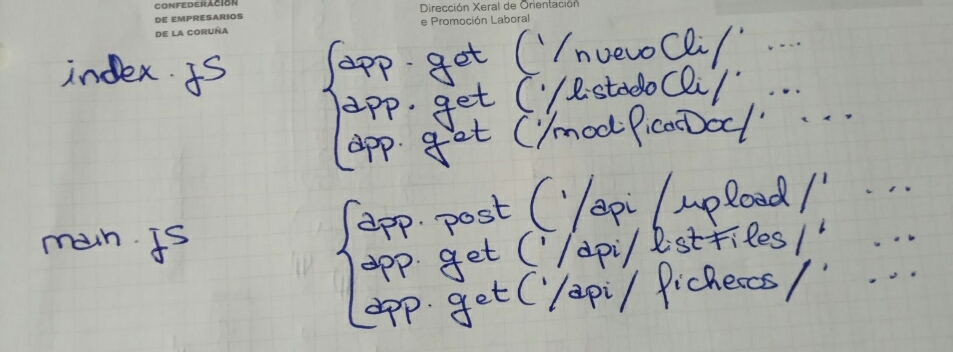 CONFEDERACIÓN
DE EMPRESARIOS
DE LA CORUÑA
Dirección Xeral de Orientación
e Promoción Laboral
index.js
app.get ('/nuevoCli/' ...
app.get ('/listadoCli/' ...
app.get ('/modificarDoc/' ...
main.js
app.post ('/api/upload/' ...
app.get ('/api/listFiles/' ...
app.get ('/api/ficheros/' ...